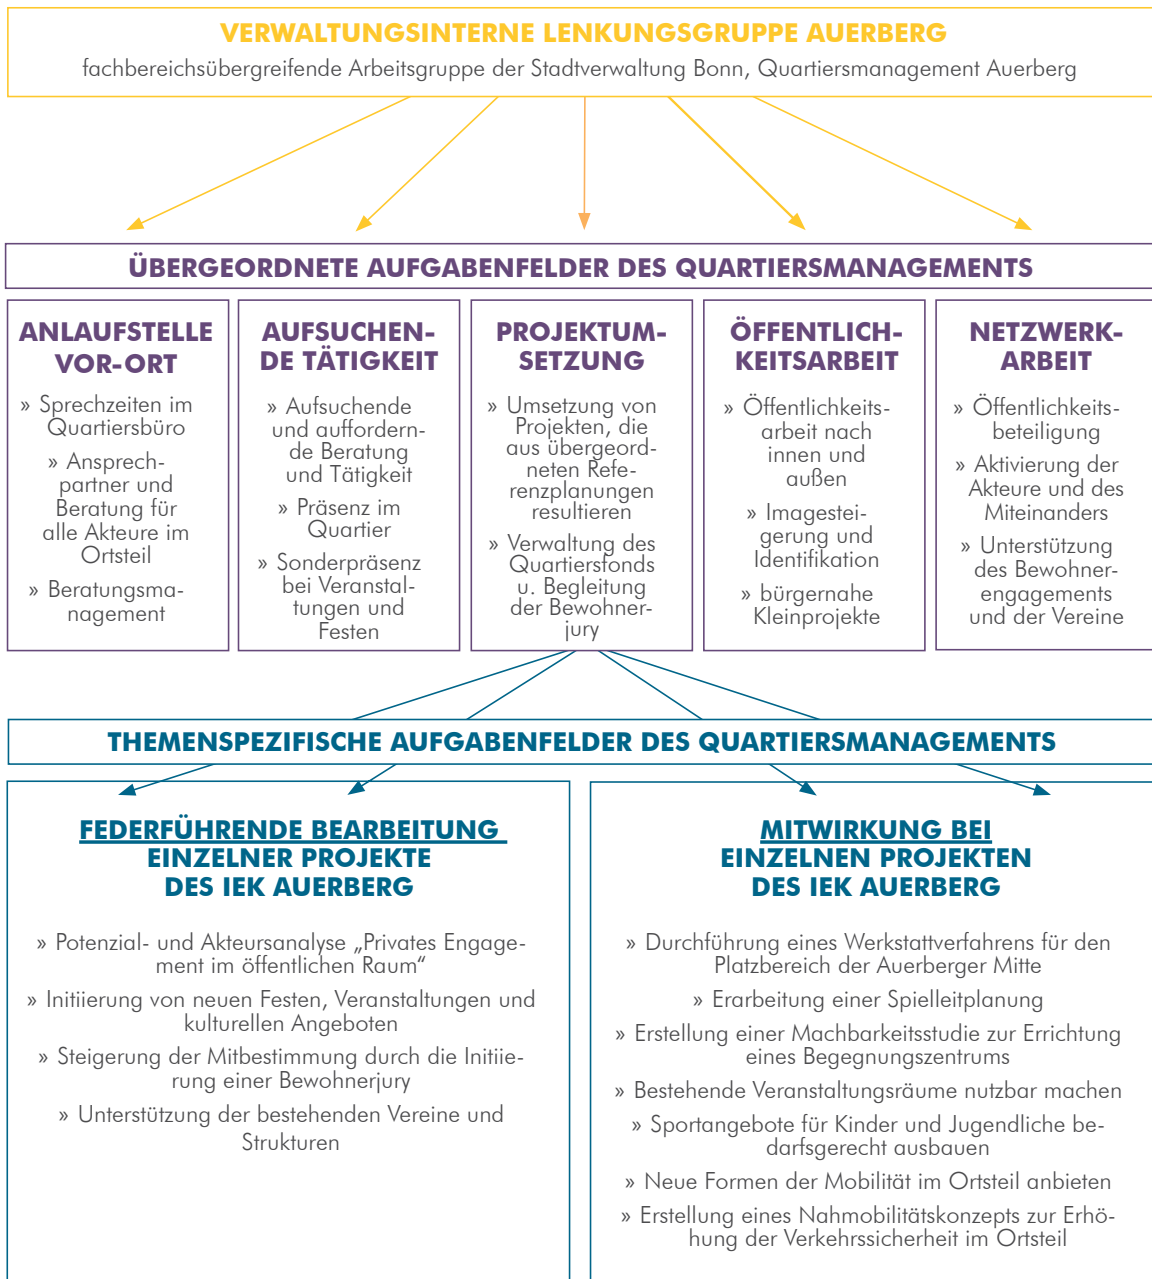 VERWALTUNGSINTERNE LENKUNGSGRUPPE AUERBERG
fachbereichsübergreifende Arbeitsgruppe der Stadtverwaltung Bonn, Quartiersmanagement Auerberg
ÜBERGEORDNETE AUFGABENFELDER DES QUARTIERSMANAGEMENTS
ANLAUFSTELLE
VOR-ORT
» Sprechzeiten im
Quartiersbüro
» Ansprech-
partner und
Beratung für
alle Akteure im
Ortsteil
» Beratungsma-
nagement
AUFSUCHEN-
DE TÄTIGKEIT
» Aufsuchende
und auffordern-
de Beratung
und Tätigkeit
» Präsenz im
Quartier
» Sonderpräsenz
bei Veranstal-
tungen und
Festen
PROJEKTUM-
SETZUNG
» Umsetzung von
Projekten, die
aus übergeord-
neten Refe-
renzplanungen
resultieren
» Verwaltung des
Quartiersfonds
u. Begleitung
der Bewohner-
jury
ÖFFENTLICH-
KEITSARBEIT
» Öffentlichkeits-
arbeit nach
innen und
außen
» Imagestei-
gerung und
Identifikation
» bürgernahe
Kleinprojekte
NETZWERK-
ARBEIT
» Öffentlichkeits-
beteiligung
» Aktivierung der
Akteure und des
Miteinanders
» Unterstützung
des Bewohner-
engagements
und der Vereine
THEMENSPEZIFISCHE AUFGABENFELDER DES QUARTIERSMANAGEMENTS
FEDERFÜHRENDE BEARBEITUNG
EINZELNER PROJEKTE
DES IEK AUERBERG
» Potenzial- und Akteursanalyse „Privates Engage-
ment im öffentlichen Raum“
» Initiierung von neuen Festen, Veranstaltungen und
kulturellen Angeboten
» Steigerung der Mitbestimmung durch die Initiie-
rung einer Bewohnerjury
» Unterstützung der bestehenden Vereine und
Strukturen
MITWIRKUNG BEI
EINZELNEN PROJEKTEN
DES IEK AUERBERG
» Durchführung eines Werkstattverfahrens für den
Platzbereich der Auerberger Mitte
» Erarbeitung einer Spielleitplanung
» Erstellung einer Machbarkeitsstudie zur Errichtung
eines Begegnungszentrums
» Bestehende Veranstaltungsräume nutzbar machen
» Sportangebote für Kinder und Jugendliche be-
darfsgerecht ausbauen
» Neue Formen der Mobilität im Ortsteil anbieten
» Erstellung eines Nahmobilitätskonzepts zur Erhö-
hung der Verkehrssicherheit im Ortsteil